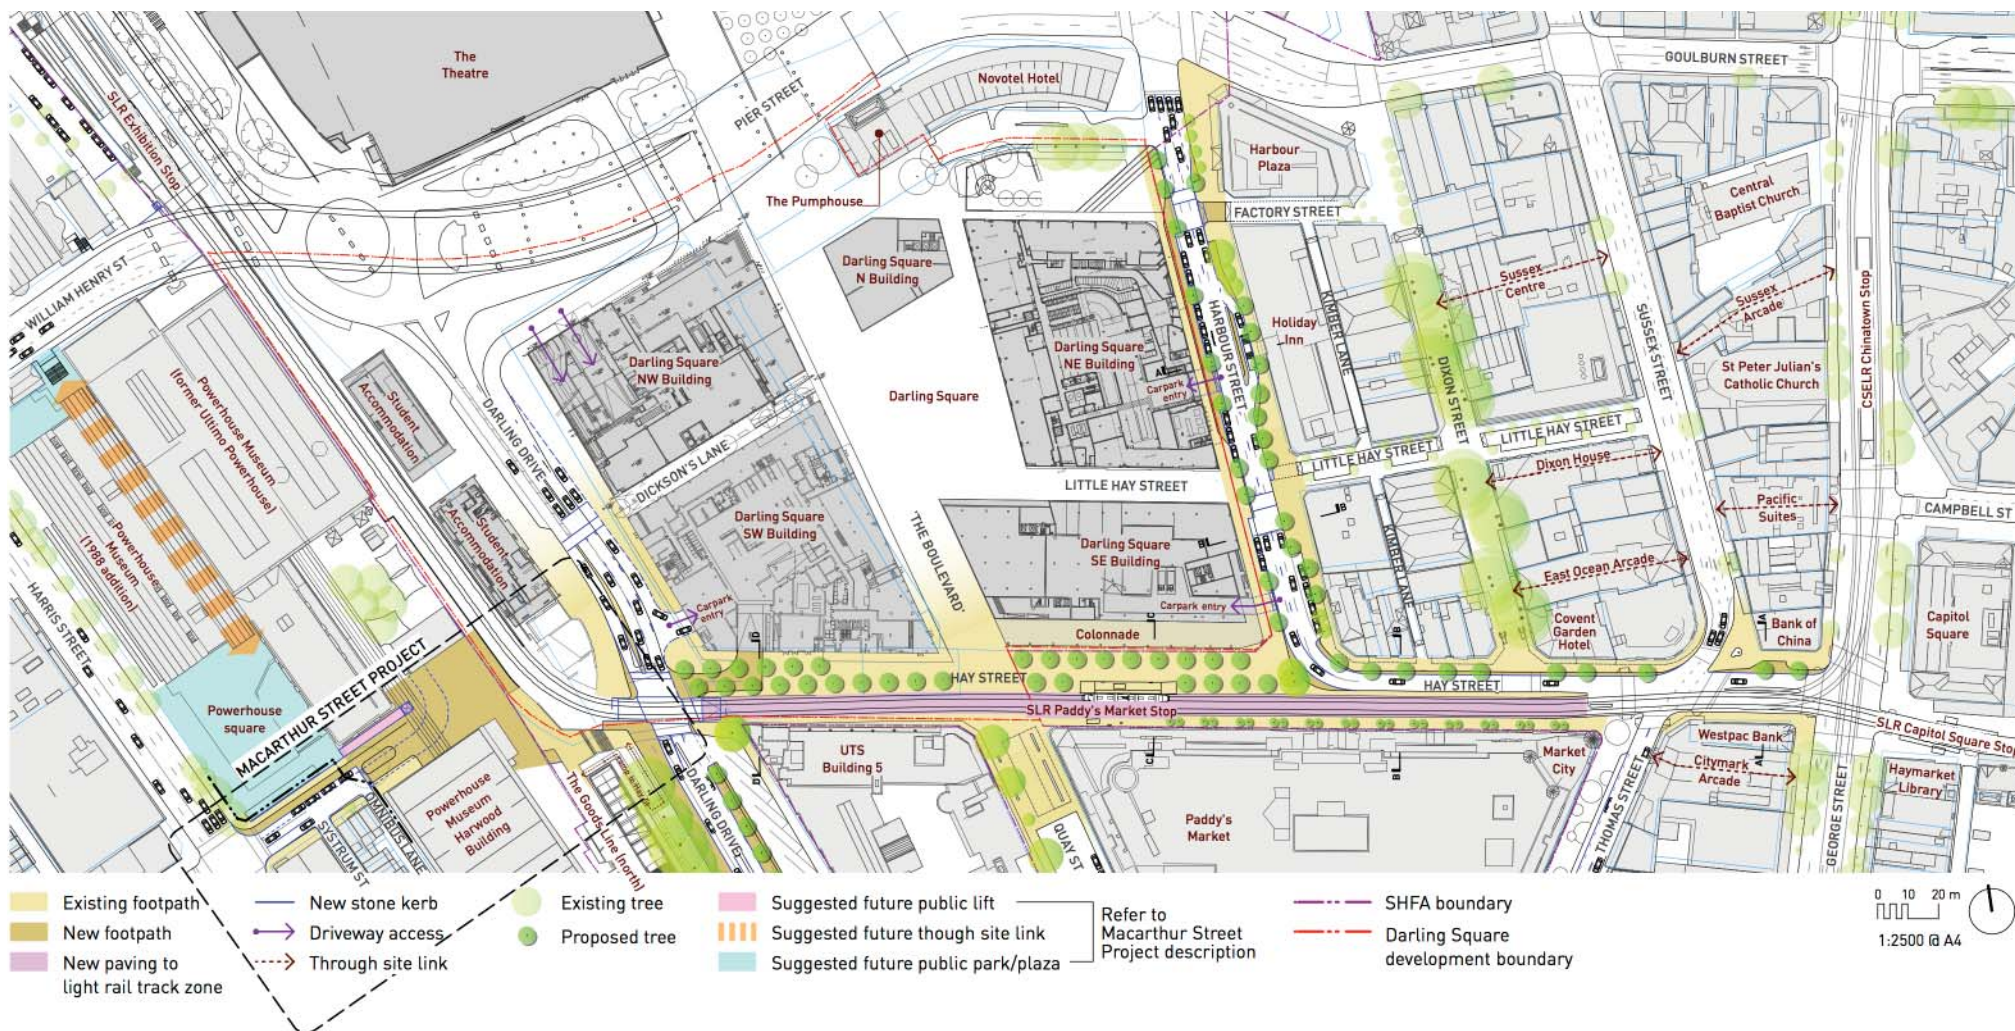 The
Theatre
SLR Exhibition Stop
PIER STREET
Novotel Hotel
GOULBURN STREET
Harbour
Plaza
Central
Baptist Church
The Pumphouse
FACTORY STREET
WILLIAM HENRY ST
Darling Square
N Building
Sussex
Centre
Sussex
Arcade
CSELR Chinatown Stop
HARBOUR STREET
Holiday
Inn
KIMBER LANE
DIXON STREET
SUSSEX STREET
Powerhouse Museum
(former Ultimo Powerhouse)
Student
Accommodation
Darling Square
NW Building
Darling Square
NE Building
A
Carpark
entry
Darling Square
St Peter Julian's
Catholic Church
DARLING DRIVE
DICKSON'S LANE
LITTLE HAY STREET
LITTLE HAY STREET
Dixon House
LITTLE HAY STREET
Powerhouse
Museum
(1988 addition)
Student
Accommodation
Darling Square
SW Building
'THE BOULEVARD'
Darling Square
SE Building
B
B
KIMBER LANE
Pacific
Suites
CAMPBELL ST
East Ocean Arcade
HARRIS STREET
Carpark
entry
Carpark
entry
Colonnade
C
D
B
Covent
Garden
Hotel
A
Bank of
China
Capitol
Square
MACARTHUR STREET PROJECT
HAY STREET
HAY STREET
Powerhouse
square
SLR Paddy's Market Stop
SLR Capitol Square Stop
UTS
Building 5
D
C
B
Market
City
Westpac Bank
Citymark
Arcade
A
Haymarket
Library
THOMAS STREET
GEORGE STREET
Powerhouse
Museum
Harwood
Building
OMNIBUS LANE
SYSTRUM ST
The Goods Line (north)
DARLING DRIVE
QUAY ST
Paddy's
Market
Existing footpath
New footpath
New paving to
light rail track zone
New stone kerb
Driveway access
Through site link
Existing tree
Proposed tree
Suggested future public lift
Suggested future though site link
Suggested future public park/plaza
Refer to
Macarthur Street
Project description
SHFA boundary
Darling Square
development boundary
0 10 20 m
1:2500 @ A4